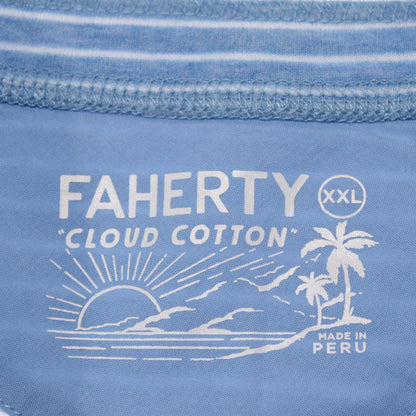 FAHERTY XXL
"CLOUD COTTON"
MADE IN
PERU